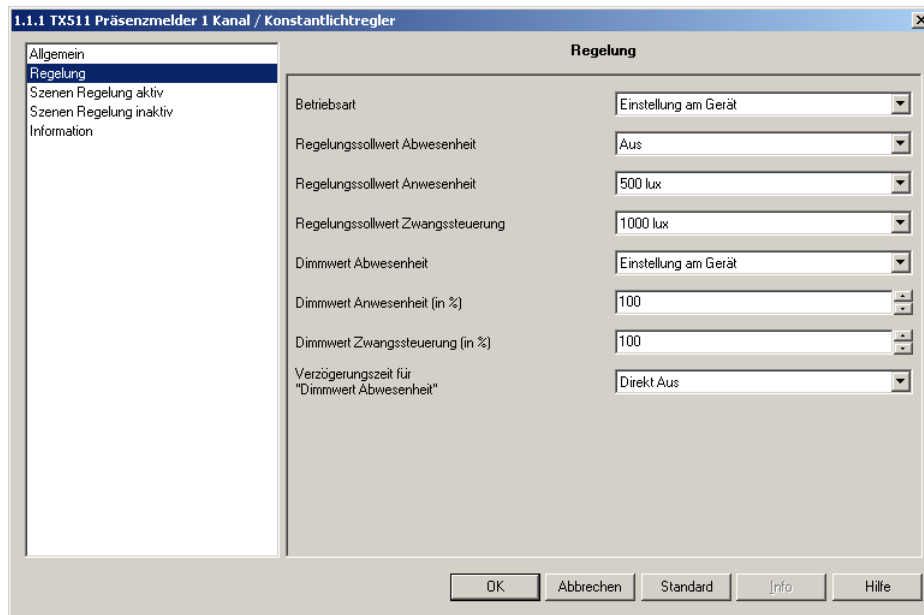 1.1.1 TX511 Präsenzmelder 1 Kanal / Konstantlichtregler
Allgemein
Regelung
Szenen Regelung aktiv
Szenen Regelung inaktiv
Information
Regelung
Betriebsart
Einstellung am Gerät
Regelungssollwert Abwesenheit
Aus
Regelungssollwert Anwesenheit
500 lux
Regelungssollwert Zwangssteuerung
1000 lux
Dimmwert Abwesenheit
Einstellung am Gerät
Dimmwert Anwesenheit (in %)
100
Dimmwert Zwangssteuerung (in %)
100
Verzögerungszeit für
"Dimmwert Abwesenheit"
Direkt Aus
OK
Abbrechen
Standard
Info
Hilfe